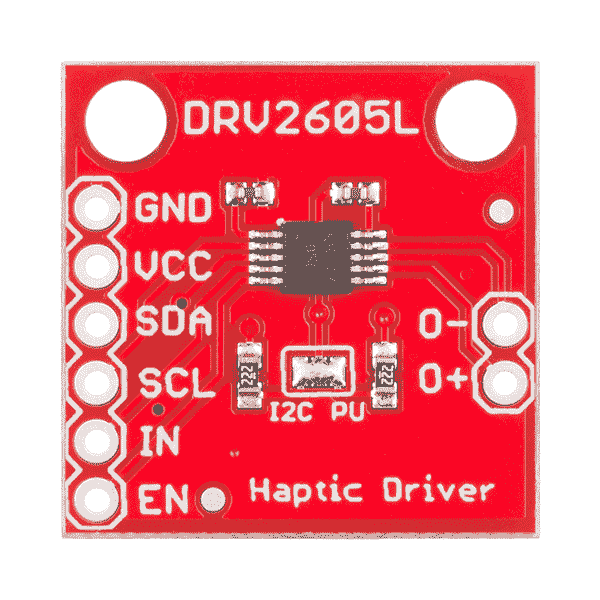 DRV2605L
GND
VCC
SDA
SCL
IN
EN
O-
O+
222
222
I2C PU
Haptic Driver